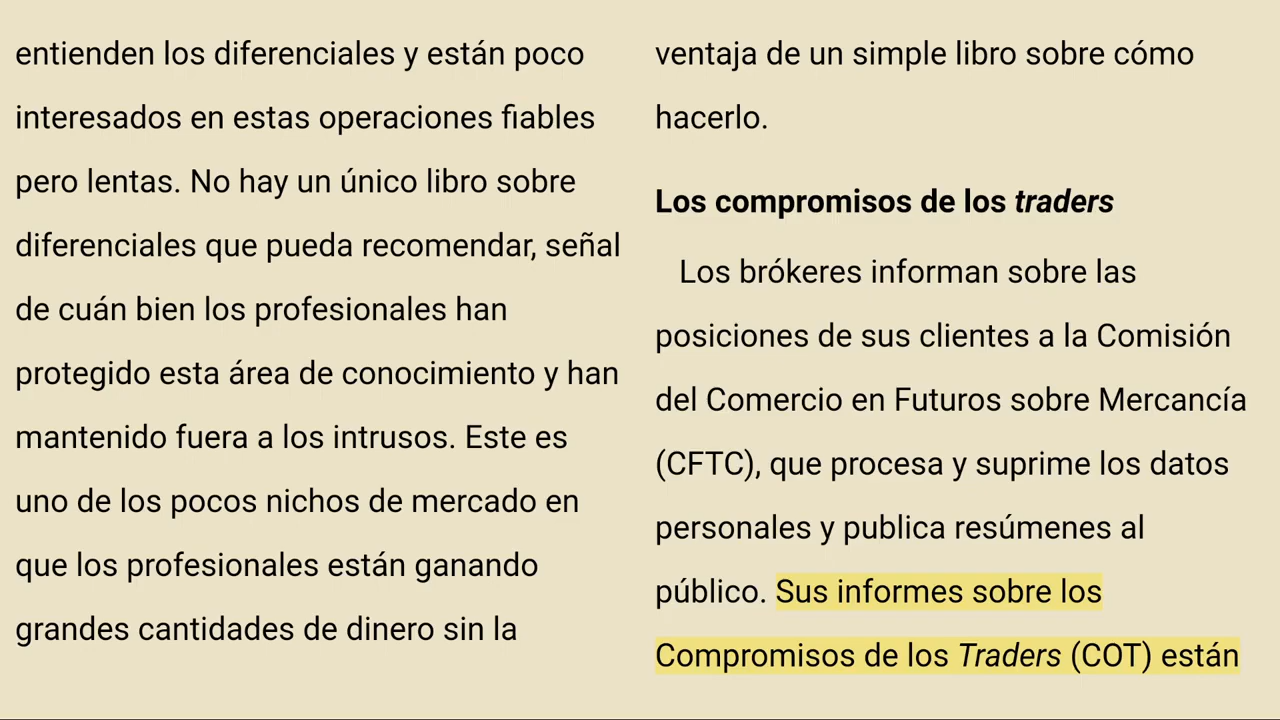 entienden los diferenciales y están poco
interesados en estas operaciones fiables
pero lentas. No hay un único libro sobre
diferenciales que pueda recomendar, señal
de cuán bien los profesionales han
protegido esta área de conocimiento y han
mantenido fuera a los intrusos. Este es
uno de los pocos nichos de mercado en
que los profesionales están ganando
grandes cantidades de dinero sin la
ventaja de un simple libro sobre cómo
hacerlo.
Los compromisos de los traders
Los brókeres informan sobre las
posiciones de sus clientes a la Comisión
del Comercio en Futuros sobre Mercancía
(CFTC), que procesa y suprime los datos
personales y publica resúmenes al
público. Sus informes sobre los
Compromisos de los Traders (COT) están